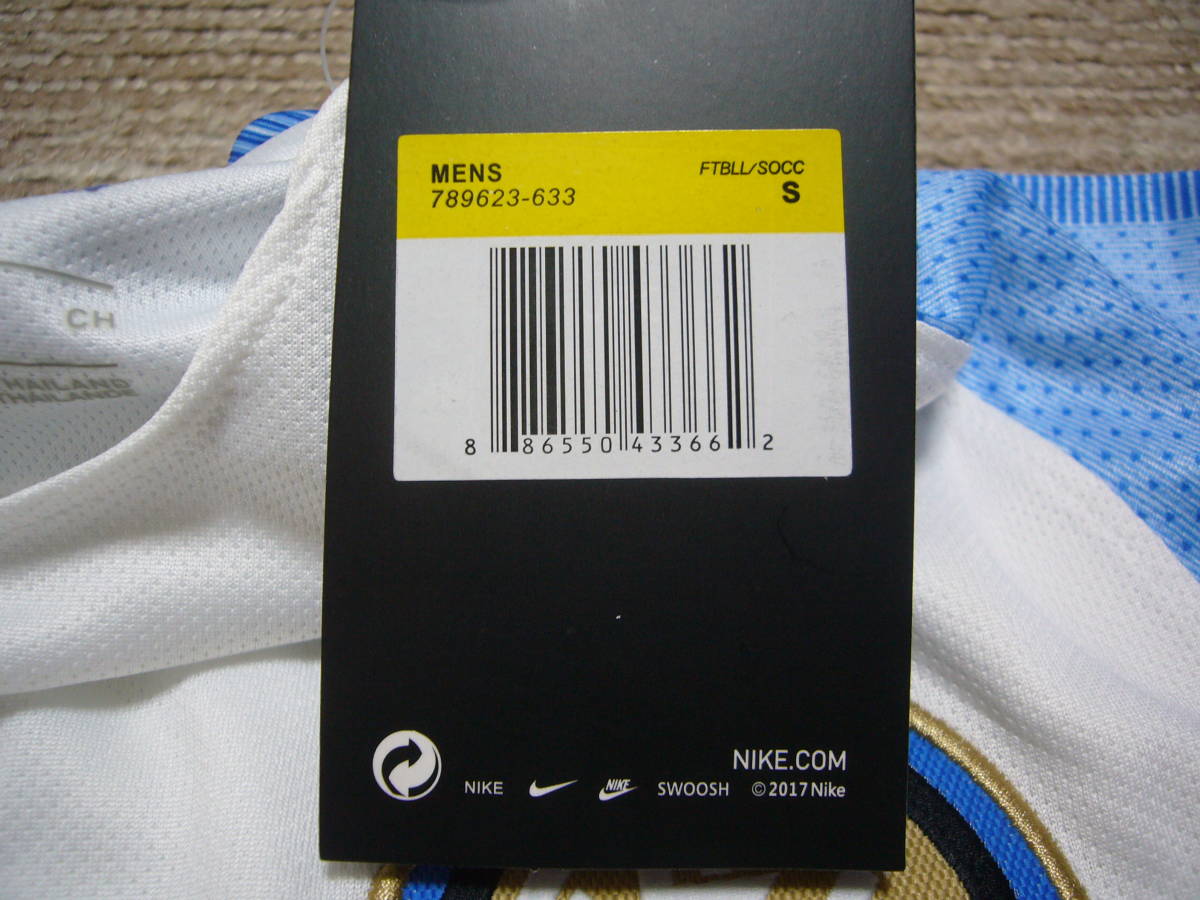 MENS
789623-633
FTBLL/SOCC
S
8 86550 43366 2
CH
THAILAND
THAILANDE
NIKE.COM
NIKE NIKE SWOOSH ©2017 Nike